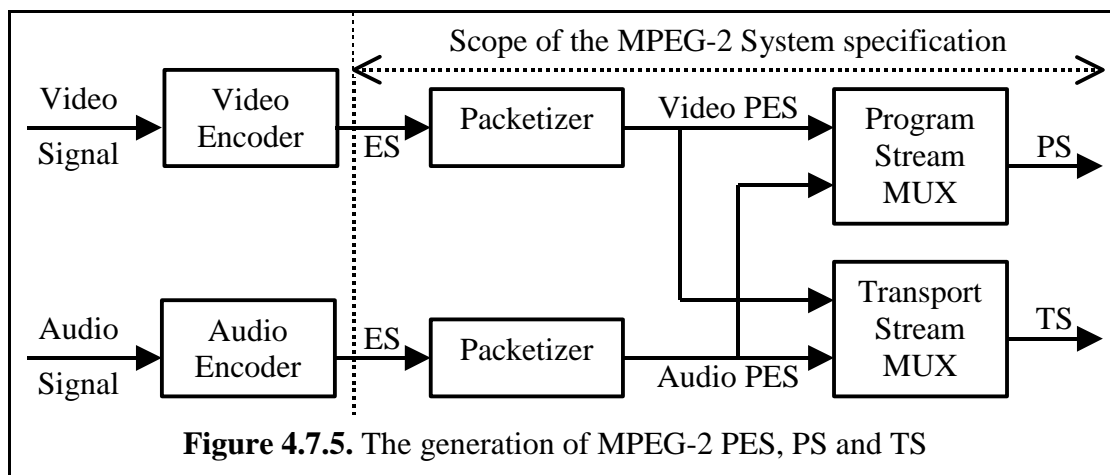 Scope of the MPEG-2 System specification
Video
Signal
Video
Encoder
ES
Packetizer
Video PES
Program
Stream
MUX
PS
Audio
Signal
Audio
Encoder
ES
Packetizer
Audio PES
Transport
Stream
MUX
TS
Figure 4.7.5. The generation of MPEG-2 PES, PS and TS